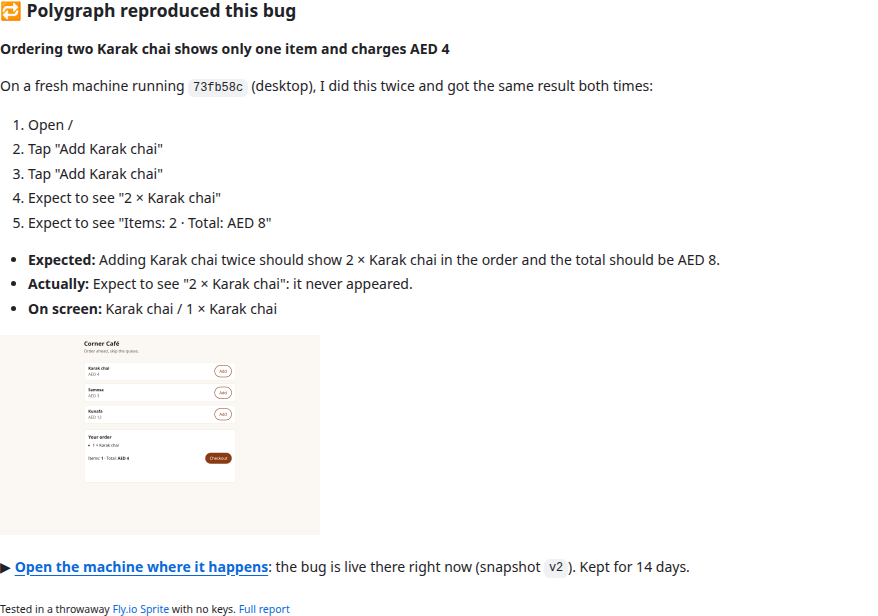 🔁 Polygraph reproduced this bug
Ordering two Karak chai shows only one item and charges AED 4
On a fresh machine running 73fb58c (desktop), I did this twice and got the same result both times:
1. Open /
2. Tap "Add Karak chai"
3. Tap "Add Karak chai"
4. Expect to see "2 × Karak chai"
5. Expect to see "Items: 2 · Total: AED 8"
• Expected: Adding Karak chai twice should show 2 × Karak chai in the order and the total should be AED 8.
• Actually: Expect to see "2 × Karak chai": it never appeared.
• On screen: Karak chai / 1 × Karak chai
Corner Café
Order ahead, skip the queue.
Karak chai
AED 4
Add
Samosa
AED 3
Add
Kunafa
AED 12
Add
Your order
• 1 × Karak chai
Items: 1 · Total: AED 4
Checkout
▶ Open the machine where it happens: the bug is live there right now (snapshot v2). Kept for 14 days.
Tested in a throwaway Fly.io Sprite with no keys. Full report